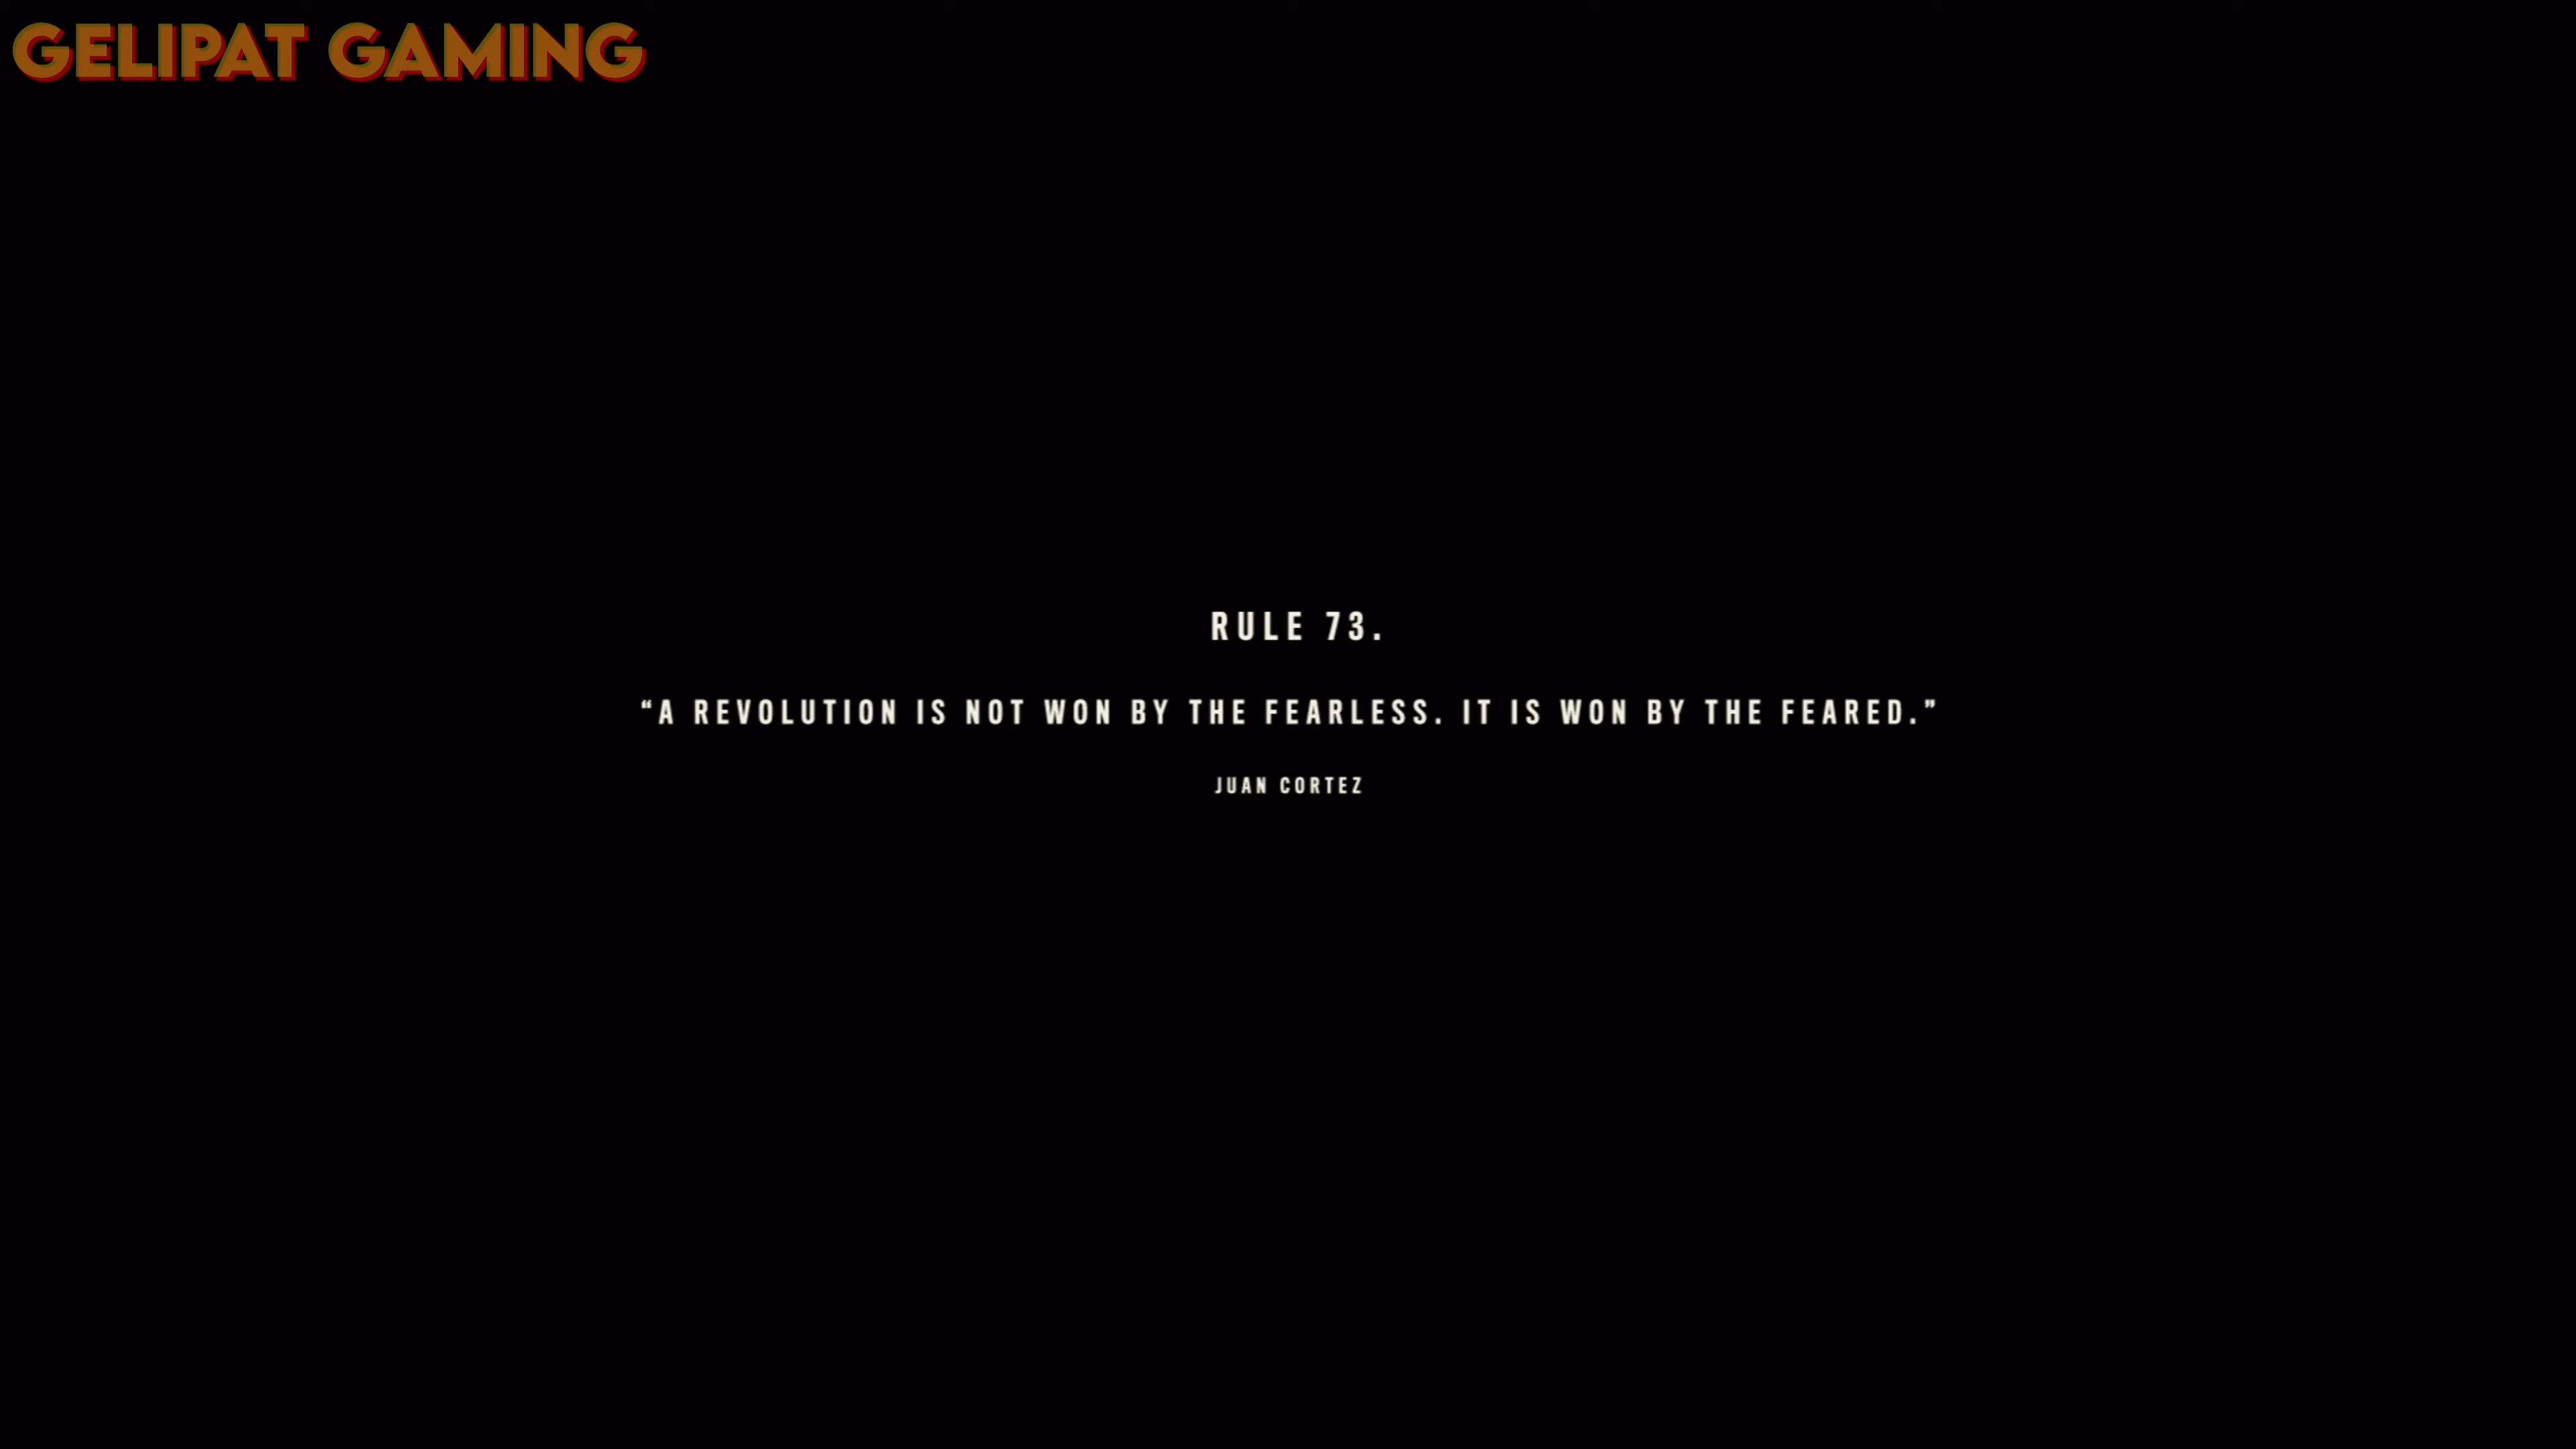 GELIPAT GAMING
RULE 73.
“A REVOLUTION IS NOT WON BY THE FEARLESS. IT IS WON BY THE FEARED.”
JUAN CORTEZ